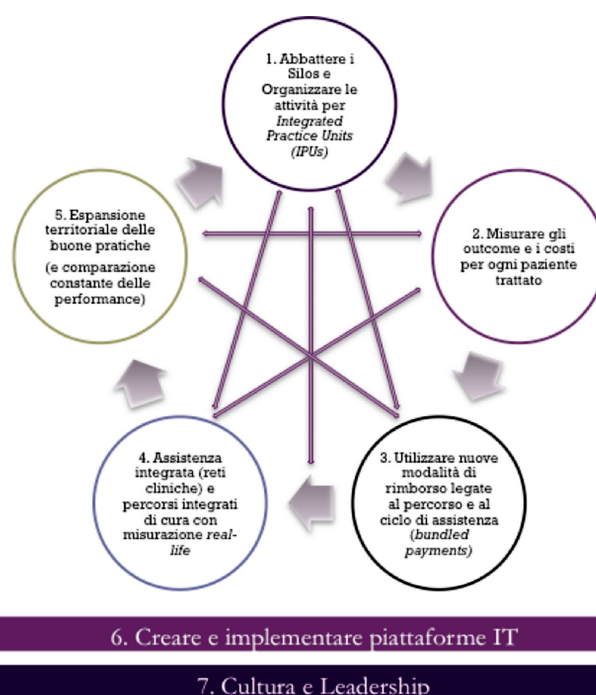 1. Abbattere i
Silos e
Organizzare le
attività per
Integrated
Practice Units
(IPUs)
2. Misurare gli
outcome e i costi
per ogni paziente
trattato
3. Utilizzare nuove
modalità di
rimborso legate
al percorso e al
ciclo di assistenza
(bundled
payments)
4. Assistenza
integrata (reti
cliniche) e
percorsi integrati
di cura con
misurazione real-
life
5. Espansione
territoriale delle
buone pratiche
(e comparazione
constante delle
performance)
6. Creare e implementare piattaforme IT
7. Cultura e Leadership